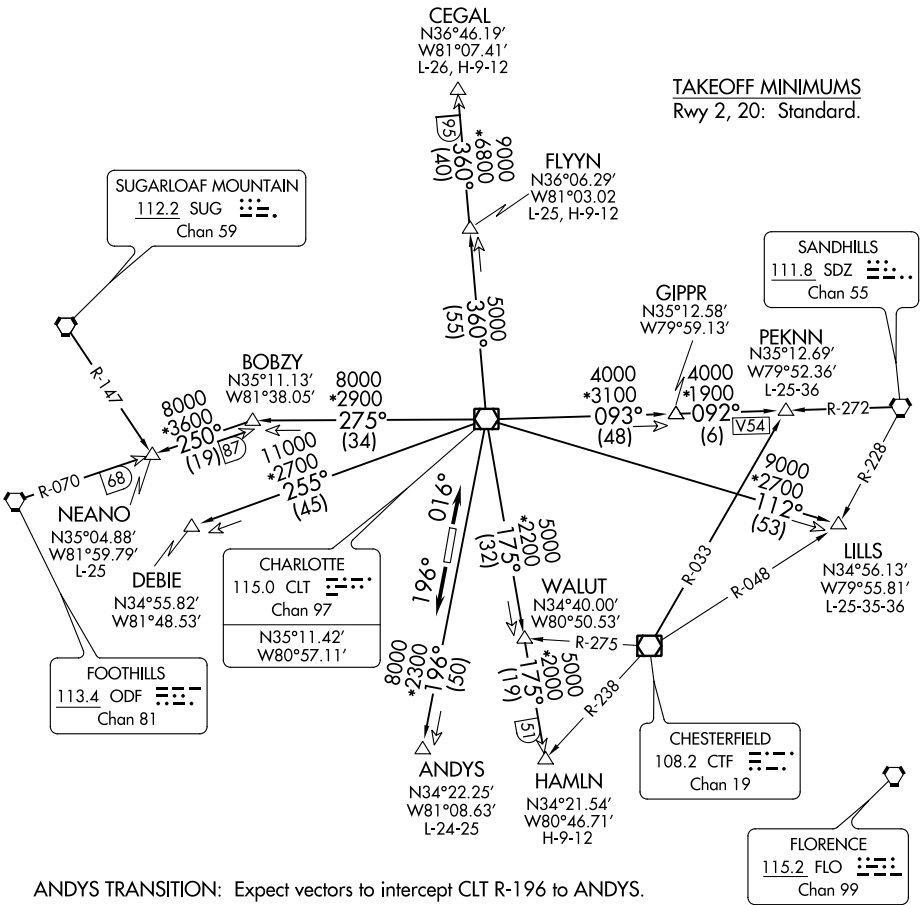 CEGAL
N36°46.19′
W81°07.41′
L-26, H-9-12
TAKEOFF MINIMUMS
Rwy 2, 20: Standard.
95
9000
*6800
360°
(40)
FLYYN
N36°06.29′
W81°03.02
L-25, H-9-12
SUGARLOAF MOUNTAIN
112.2 SUG
Chan 59
SANDHILLS
111.8 SDZ
Chan 55
5000
360°
(55)
GIPPR
N35°12.58′
W79°59.13′
PEKNN
N35°12.69′
W79°52.36′
L-25-36
BOBZY
N35°11.13′
W81°38.05′
R-147
8000
*3600
250°
(19)
87
8000
*2900
275°
(34)
4000
*3100
093°
(48)
4000
*1900
092°
(6)
V54
R-272
R-228
R-070
68
11000
*2700
255°
(45)
9000
*2700
112°
(53)
NEANO
N35°04.88′
W81°59.79′
L-25
DEBIE
N34°55.82′
W81°48.53′
CHARLOTTE
115.0 CLT
Chan 97
N35°11.42′
W80°57.11′
016°
196°
5000
*2200
175°
(32)
WALUT
N34°40.00′
W80°50.53′
R-033
R-048
LILLS
N34°56.13′
W79°55.81′
L-25-35-36
R-275
R-238
FOOTHILLS
113.4 ODF
Chan 81
8000
*2300
196°
(50)
5000
*2000
175°
(19)
51
ANDYS
N34°22.25′
W81°08.63′
L-24-25
HAMLN
N34°21.54′
W80°46.71′
H-9-12
CHESTERFIELD
108.2 CTF
Chan 19
FLORENCE
115.2 FLO
Chan 99
ANDYS TRANSITION: Expect vectors to intercept CLT R-196 to ANDYS.